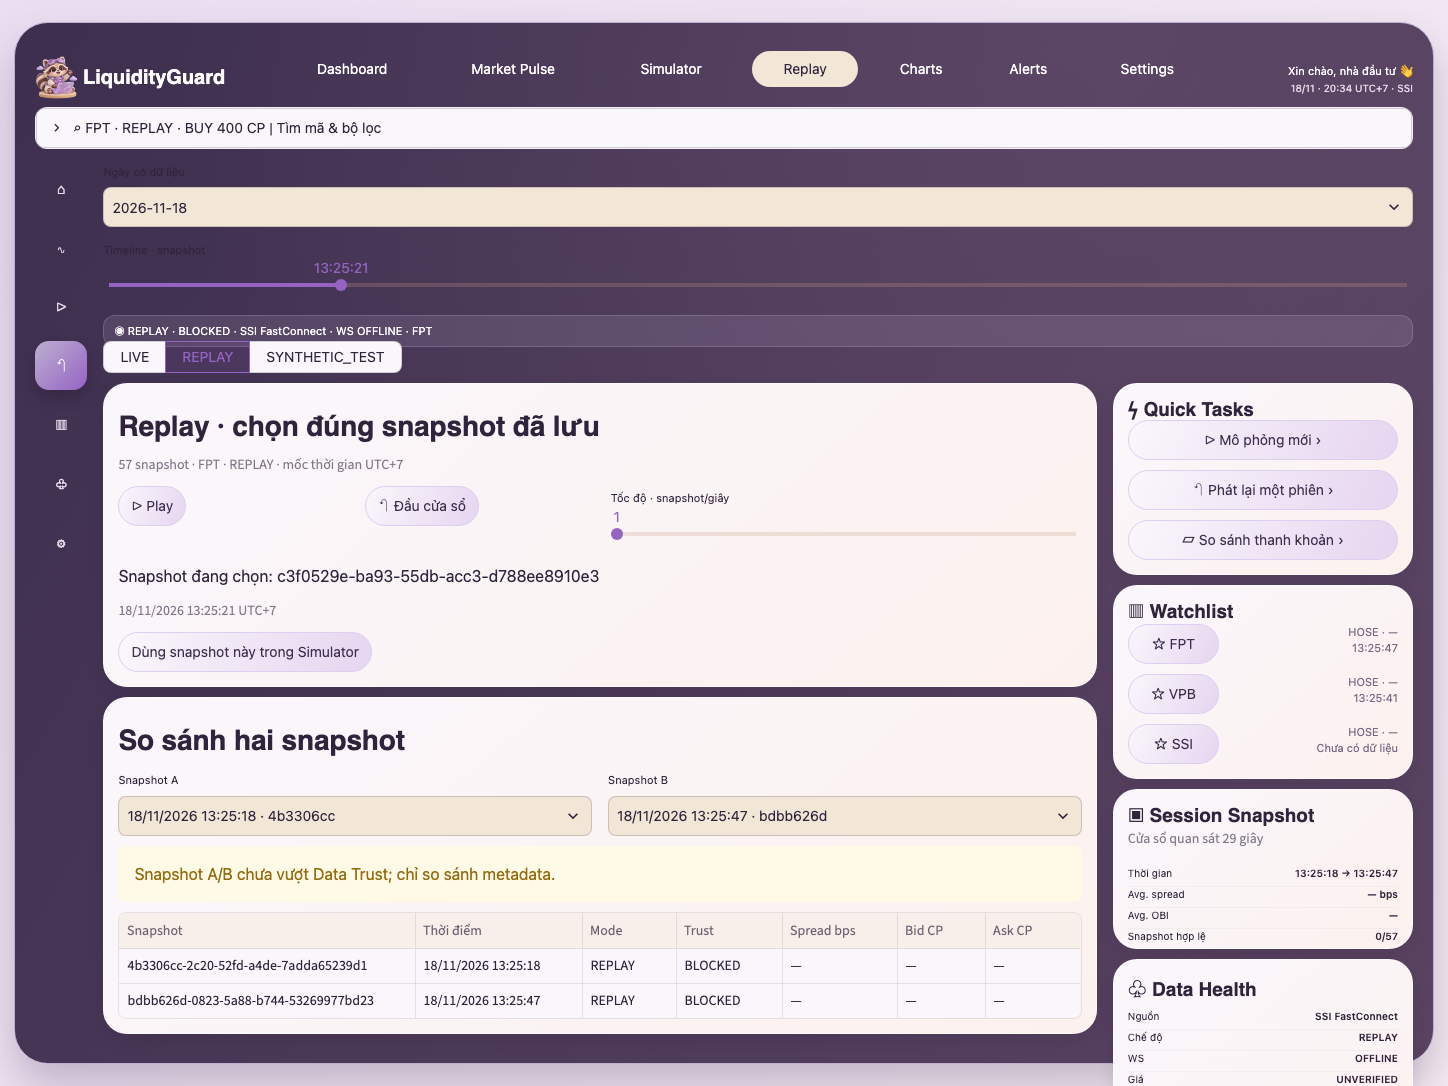 LiquidityGuard
Dashboard
Market Pulse
Simulator
Replay
Charts
Alerts
Settings
Xin chào, nhà đầu tư 👋
18/11 · 20:34 UTC+7 · SSI
› ⌕ FPT · REPLAY · BUY 400 CP | Tìm mã & bộ lọc
Ngày có dữ liệu
2026-11-18
Timeline · snapshot
13:25:21
◉ REPLAY · BLOCKED · SSI FastConnect · WS OFFLINE · FPT
LIVE
REPLAY
SYNTHETIC_TEST
Replay · chọn đúng snapshot đã lưu
57 snapshot · FPT · REPLAY · mốc thời gian UTC+7
▷ Play
Đầu cửa sổ
Tốc độ · snapshot/giây
1
Snapshot đang chọn: c3f0529e-ba93-55db-acc3-d788ee8910e3
18/11/2026 13:25:21 UTC+7
Dùng snapshot này trong Simulator
So sánh hai snapshot
Snapshot A
Snapshot B
18/11/2026 13:25:18 · 4b3306cc
18/11/2026 13:25:47 · bdbb626d
Snapshot A/B chưa vượt Data Trust; chỉ so sánh metadata.
Snapshot Thời điểm Mode Trust Spread bps Bid CP Ask CP
4b3306cc-2c20-52fd-a4de-7adda65239d1 18/11/2026 13:25:18 REPLAY BLOCKED — — —
bdbb626d-0823-5a88-b744-53269977bd23 18/11/2026 13:25:47 REPLAY BLOCKED — — —
Quick Tasks
▷ Mô phỏng mới ›
Phát lại một phiên ›
▱ So sánh thanh khoản ›
Watchlist
☆ FPT
HOSE · —
13:25:47
☆ VPB
HOSE · —
13:25:41
☆ SSI
HOSE · —
Chưa có dữ liệu
▣ Session Snapshot
Cửa sổ quan sát 29 giây
Thời gian 13:25:18 → 13:25:47
Avg. spread — bps
Avg. OBI —
Snapshot hợp lệ 0/57
♧ Data Health
Nguồn SSI FastConnect
Chế độ REPLAY
WS OFFLINE
Giá UNVERIFIED